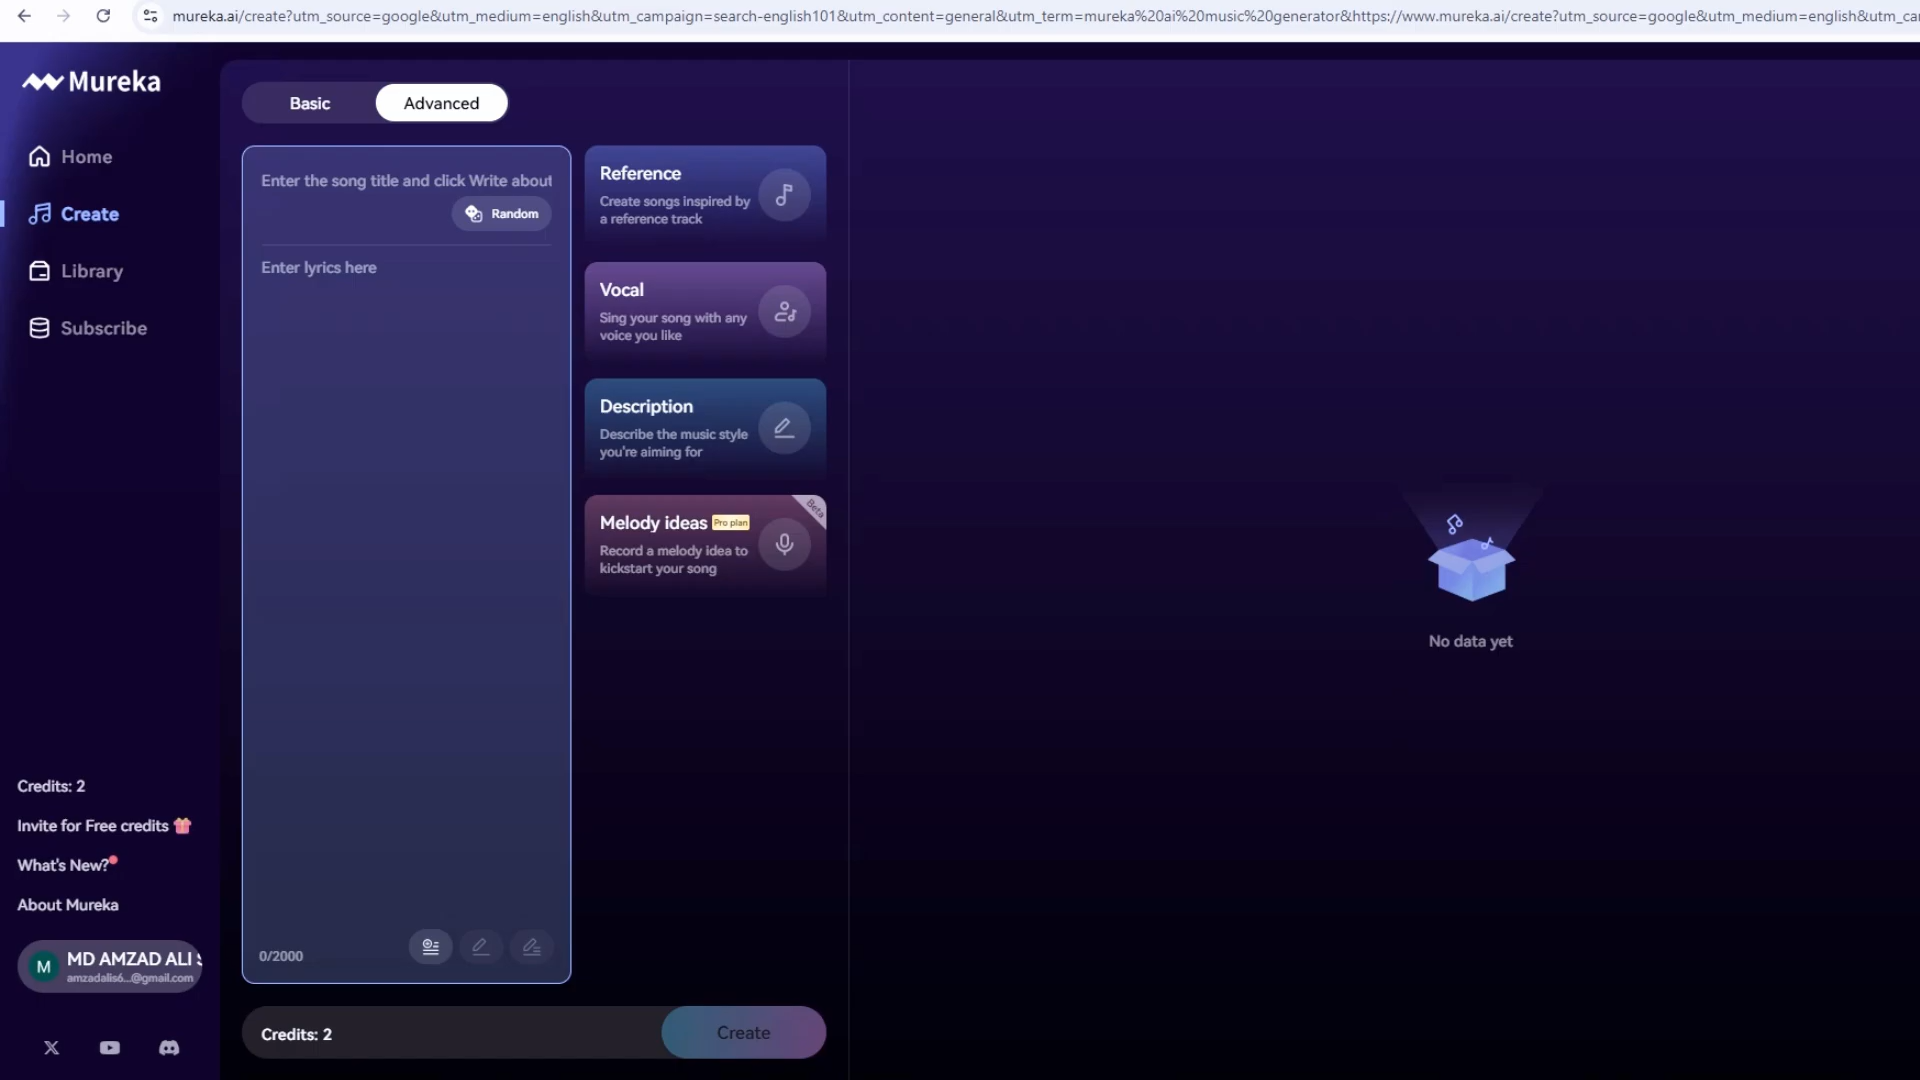 mureka.ai/create?utm_source=google&utm_medium=english&utm_campaign=search-english101&utm_content=general&utm_term=mureka%20ai%20music%20generator&https://www.mureka.ai/create?utm_source=google&utm_medium=english&utm_ca
Mureka
Home
Create
Library
Subscribe
Credits: 2
Invite for Free credits
What's New?
About Mureka
M
MD AMZAD ALI
amzadalis6...@gmail.com
Basic
Advanced
Enter the song title and click Write about
Random
Enter lyrics here
0/2000
Reference
Create songs inspired by
a reference track
Vocal
Sing your song with any
voice you like
Description
Describe the music style
you're aiming for
Melody ideas Pro plan
Beta
Record a melody idea to
kickstart your song
Credits: 2
Create
No data yet